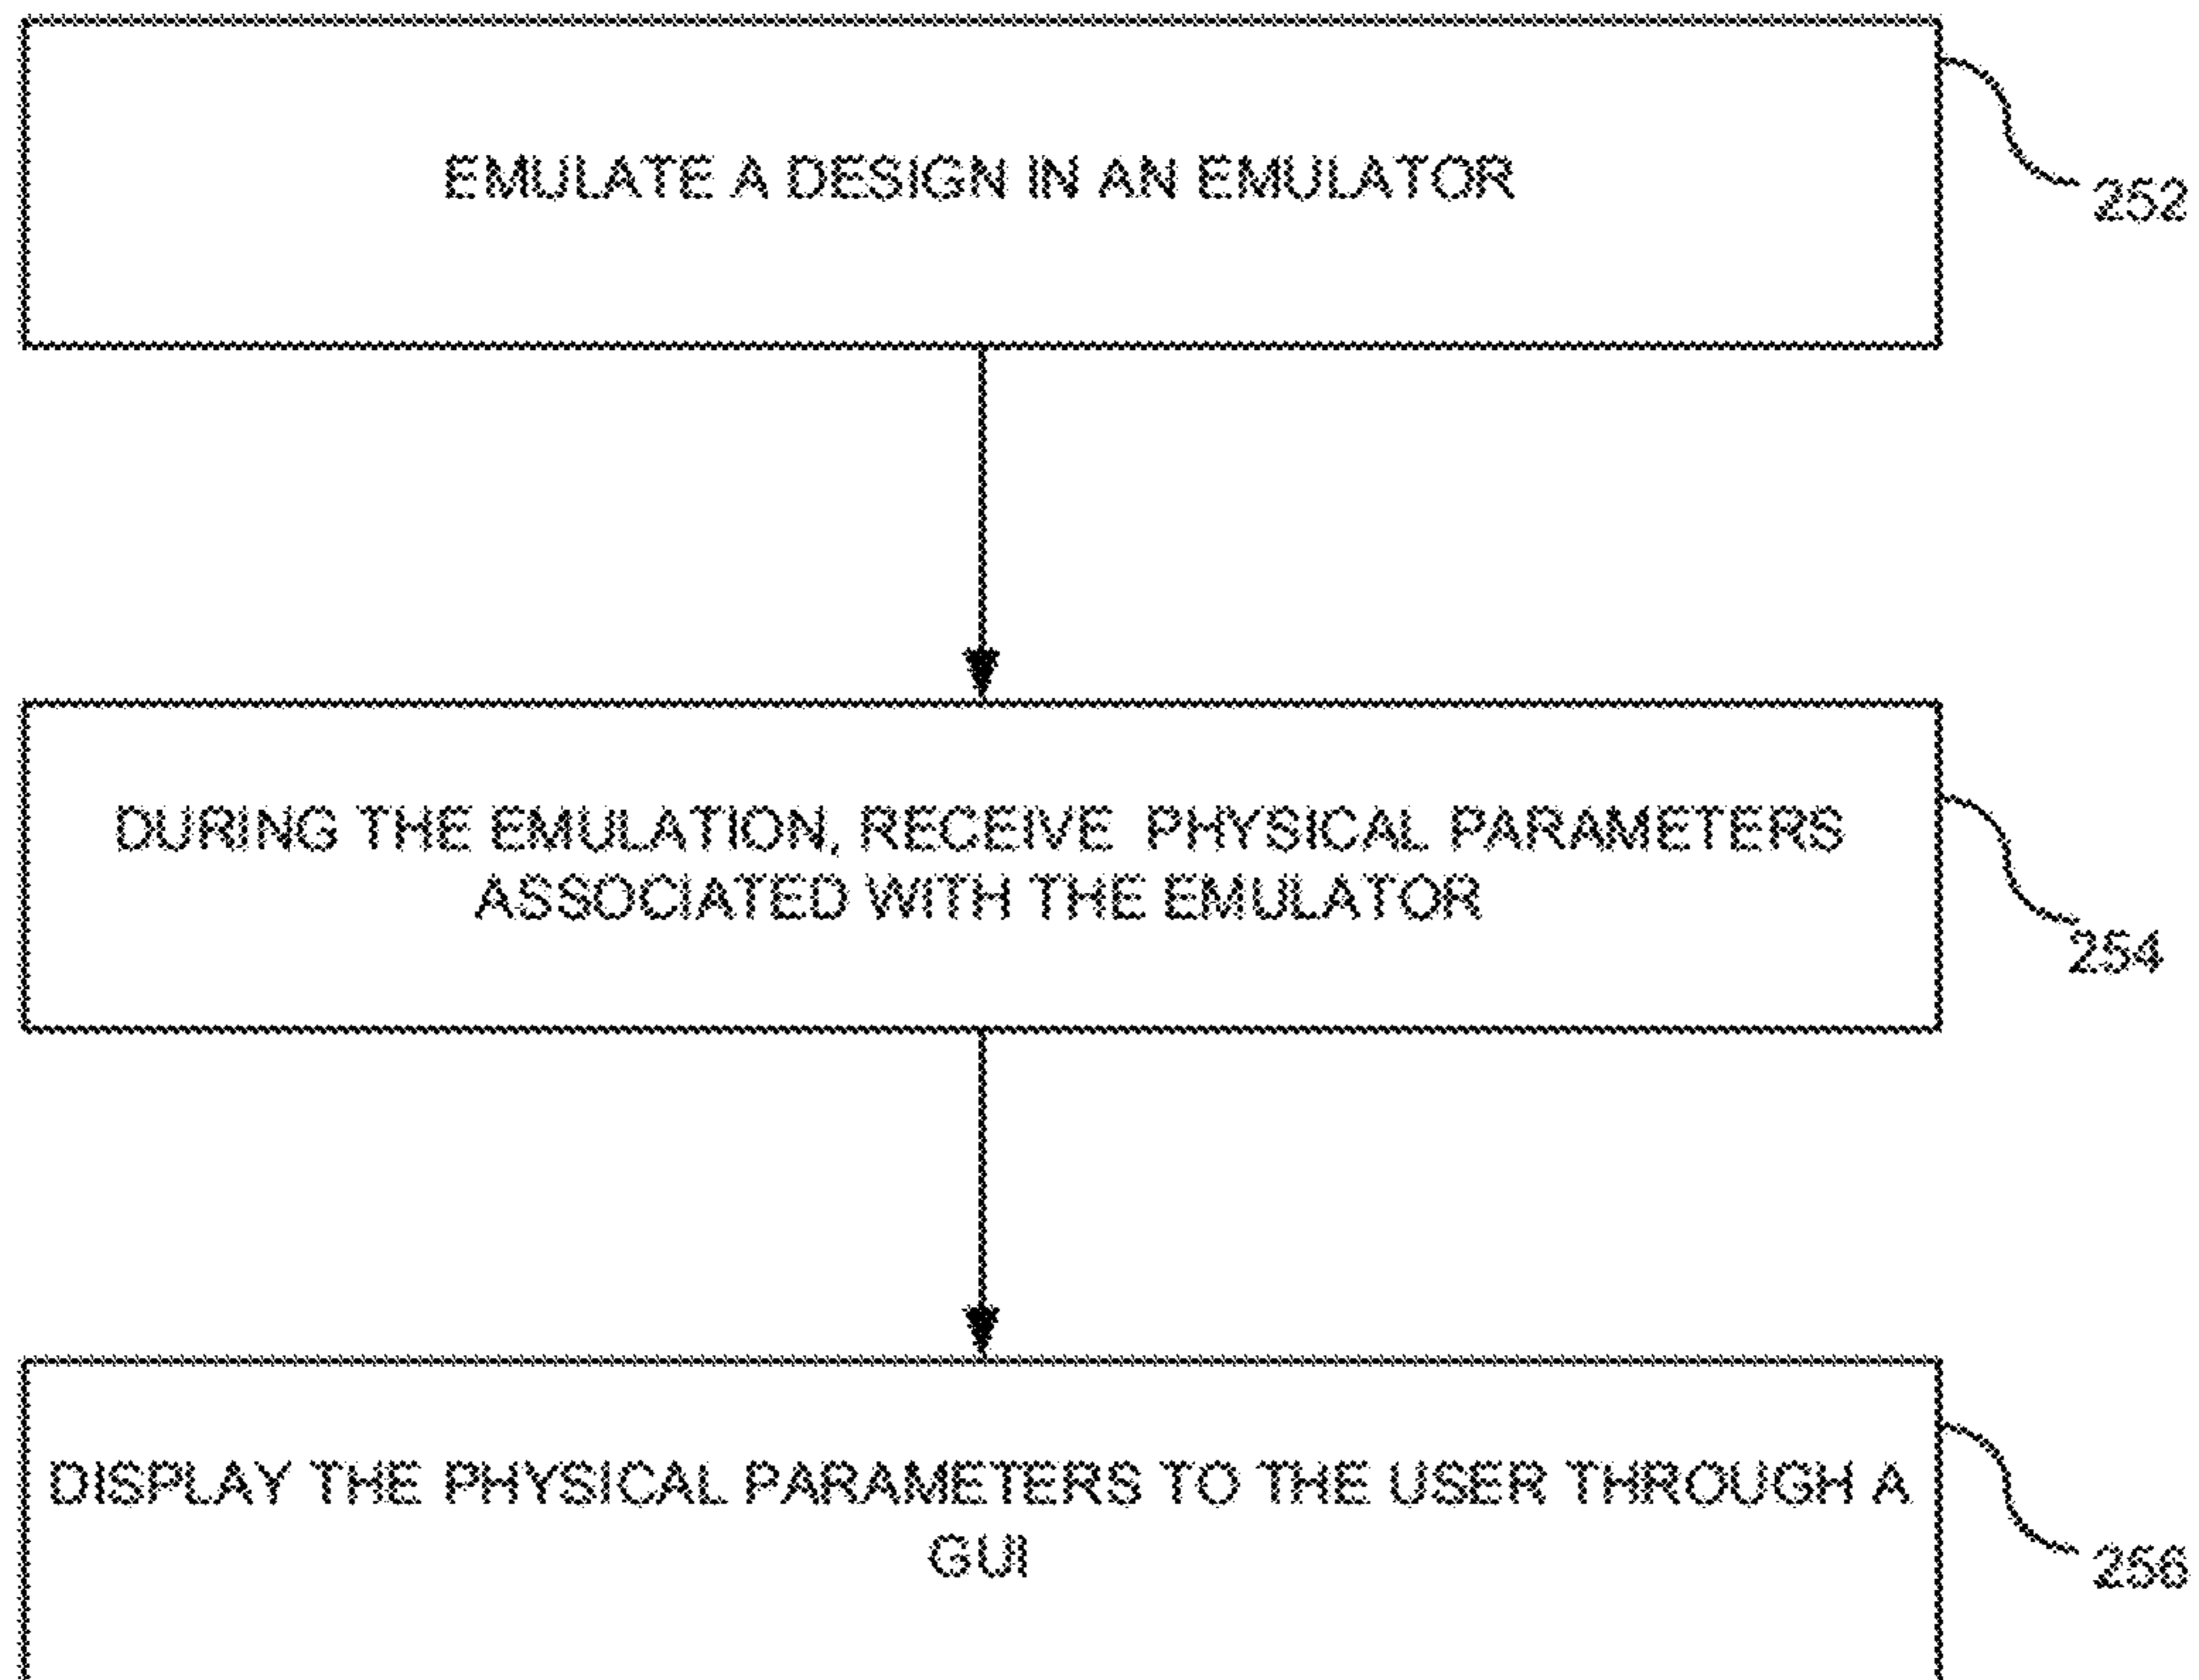 EMULATE A DESIGN IN AN EMULATOR
252
DURING THE EMULATION, RECEIVE PHYSICAL PARAMETERS
ASSOCIATED WITH THE EMULATOR
254
DISPLAY THE PHYSICAL PARAMETERS TO THE USER THROUGH A
GUI
256